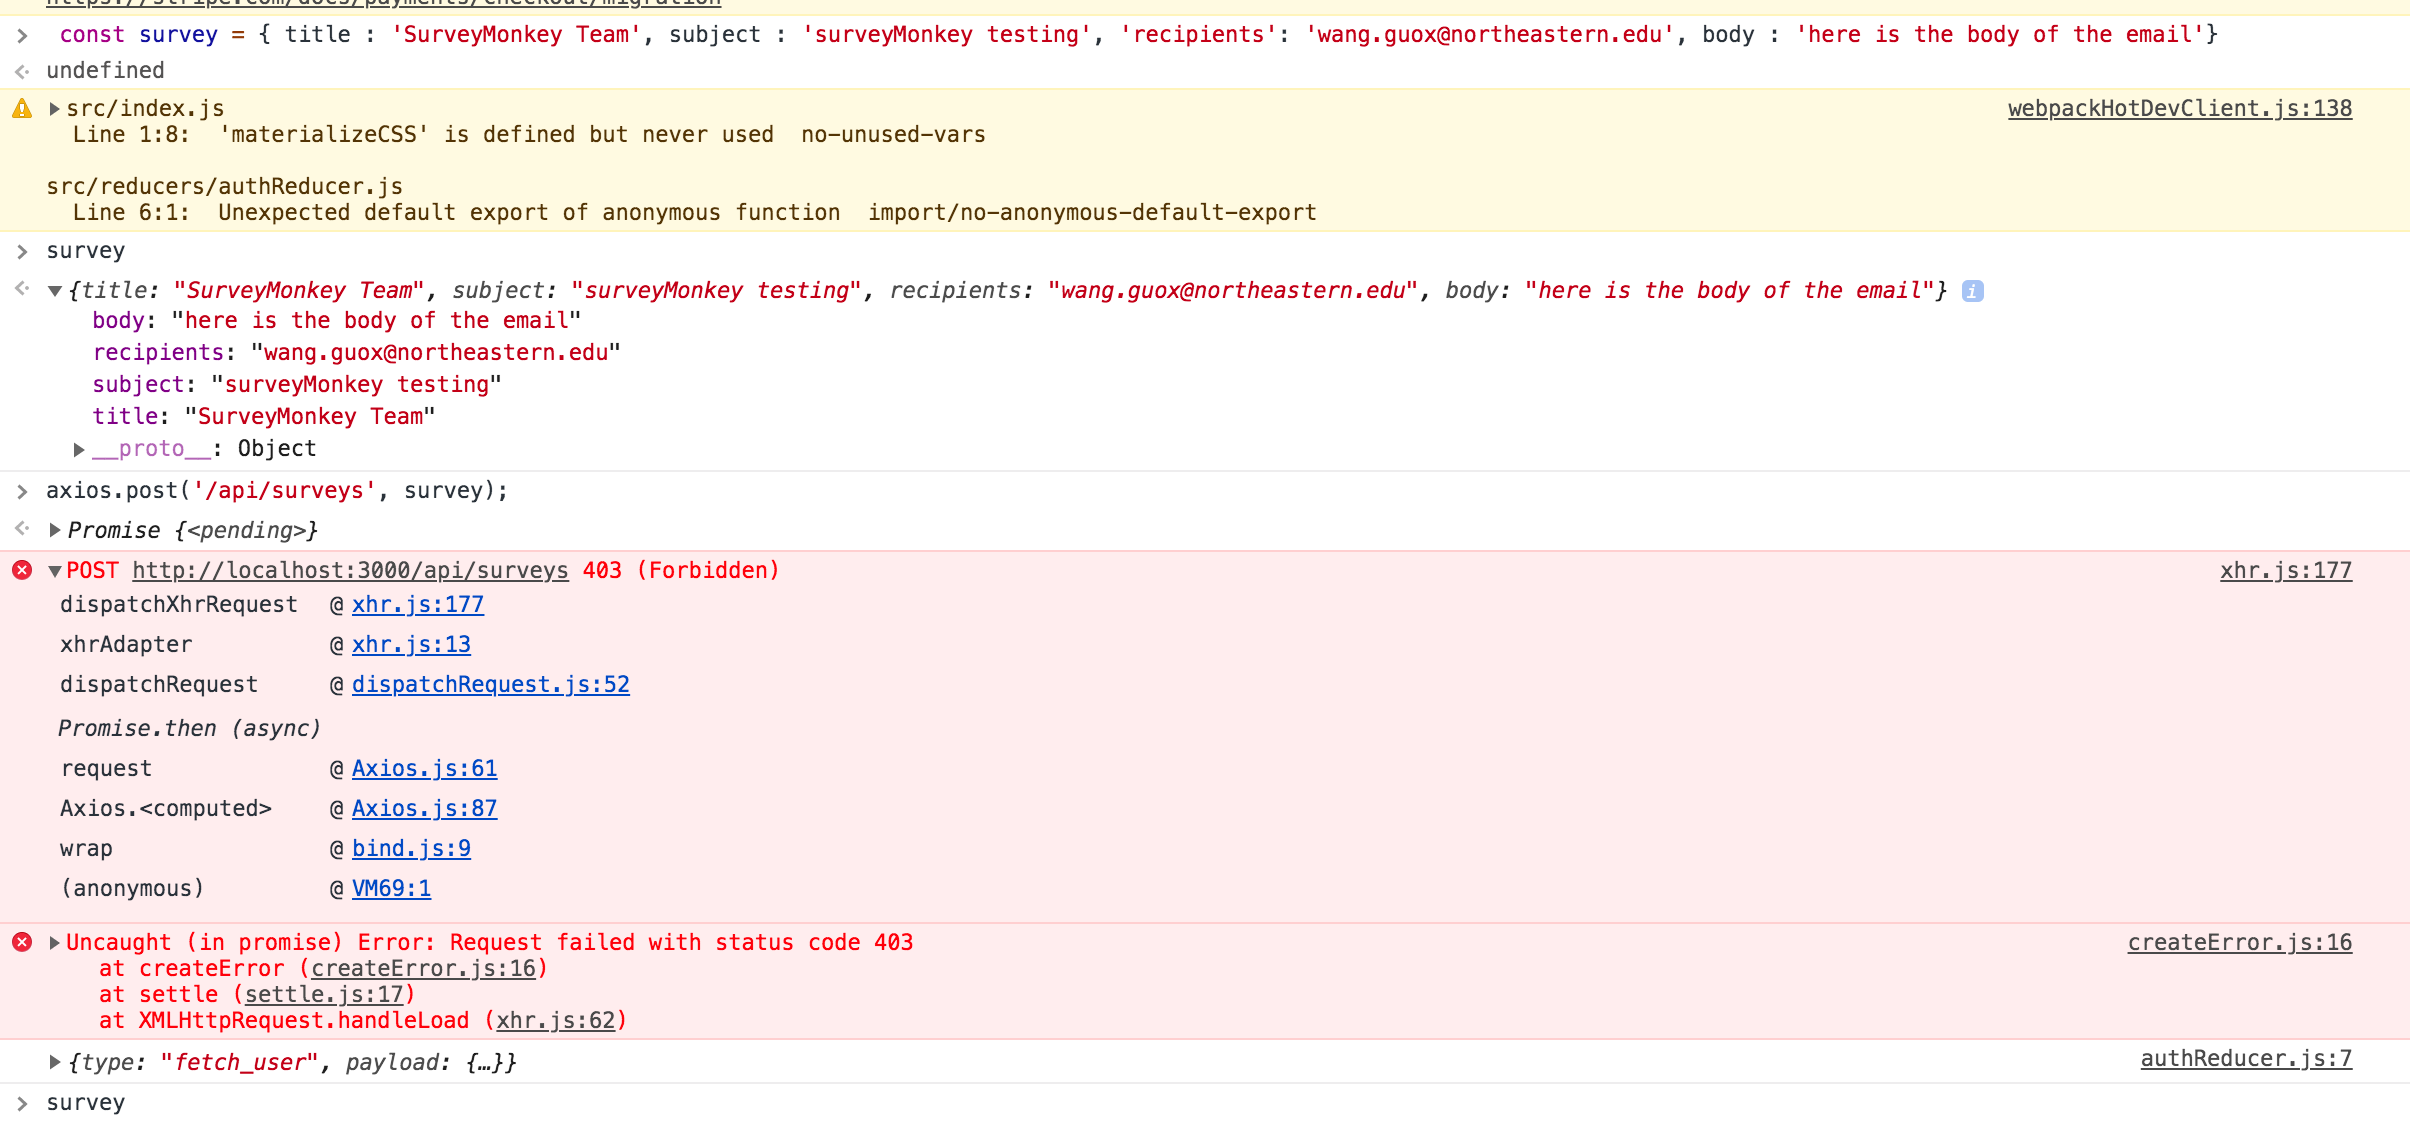 https://stripe.com/docs/payments/checkout/migration
> const survey = { title : 'SurveyMonkey Team', subject : 'surveyMonkey testing', 'recipients': 'wang.guox@northeastern.edu', body : 'here is the body of the email'}
undefined
src/index.js webpackHotDevClient.js:138
Line 1:8: 'materializeCSS' is defined but never used no-unused-vars
src/reducers/authReducer.js
Line 6:1: Unexpected default export of anonymous function import/no-anonymous-default-export
> survey
{title: "SurveyMonkey Team", subject: "surveyMonkey testing", recipients: "wang.guox@northeastern.edu", body: "here is the body of the email"} i
body: "here is the body of the email"
recipients: "wang.guox@northeastern.edu"
subject: "surveyMonkey testing"
title: "SurveyMonkey Team"
__proto__: Object
> axios.post('/api/surveys', survey);
Promise {<pending>}
POST http://localhost:3000/api/surveys 403 (Forbidden) xhr.js:177
dispatchXhrRequest @ xhr.js:177
xhrAdapter @ xhr.js:13
dispatchRequest @ dispatchRequest.js:52
Promise.then (async)
request @ Axios.js:61
Axios.<computed> @ Axios.js:87
wrap @ bind.js:9
(anonymous) @ VM69:1
Uncaught (in promise) Error: Request failed with status code 403 createError.js:16
at createError (createError.js:16)
at settle (settle.js:17)
at XMLHttpRequest.handleLoad (xhr.js:62)
{type: "fetch_user", payload: {…}} authReducer.js:7
> survey